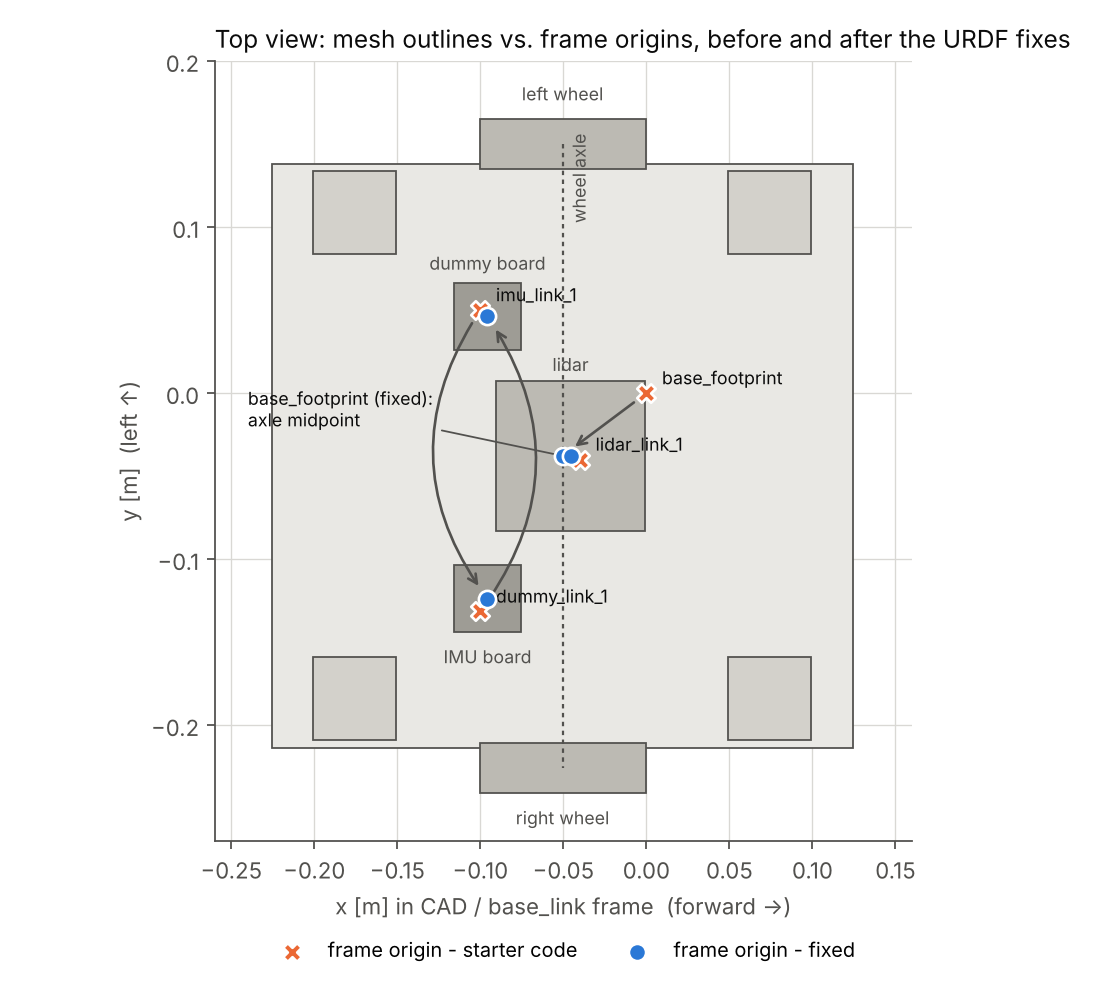 Top view: mesh outlines vs. frame origins, before and after the URDF fixes
0.2
left wheel
wheel axle
0.1
dummy board
imu_link_1
lidar
base_footprint
0.0
base_footprint (fixed):
axle midpoint
lidar_link_1
y [m] (left ↑)
−0.1
dummy_link_1
IMU board
−0.2
right wheel
−0.25 −0.20 −0.15 −0.10 −0.05 0.00 0.05 0.10 0.15
x [m] in CAD / base_link frame (forward →)
frame origin - starter code frame origin - fixed